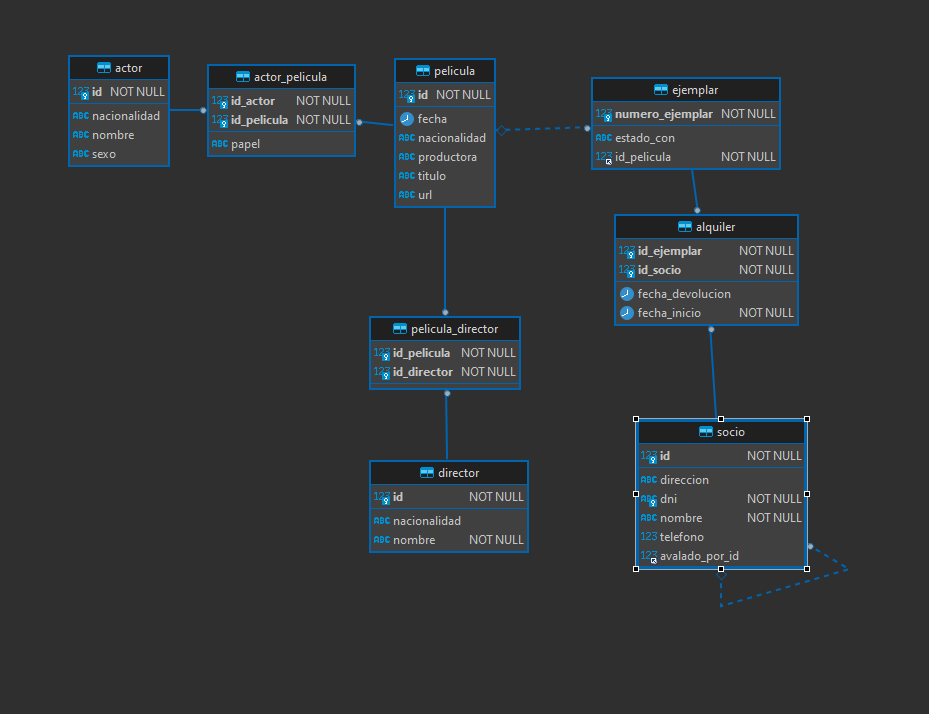 actor
123 id NOT NULL
ABC nacionalidad
ABC nombre
ABC sexo
actor_pelicula
123 id_actor NOT NULL
123 id_pelicula NOT NULL
ABC papel
pelicula
123 id NOT NULL
fecha
ABC nacionalidad
ABC productora
ABC titulo
ABC url
ejemplar
123 numero_ejemplar NOT NULL
ABC estado_con
123 id_pelicula NOT NULL
alquiler
123 id_ejemplar NOT NULL
123 id_socio NOT NULL
fecha_devolucion
fecha_inicio NOT NULL
pelicula_director
123 id_pelicula NOT NULL
123 id_director NOT NULL
director
123 id NOT NULL
ABC nacionalidad
ABC nombre NOT NULL
socio
123 id NOT NULL
ABC direccion
ABC dni NOT NULL
ABC nombre NOT NULL
123 telefono
123 avalado_por_id